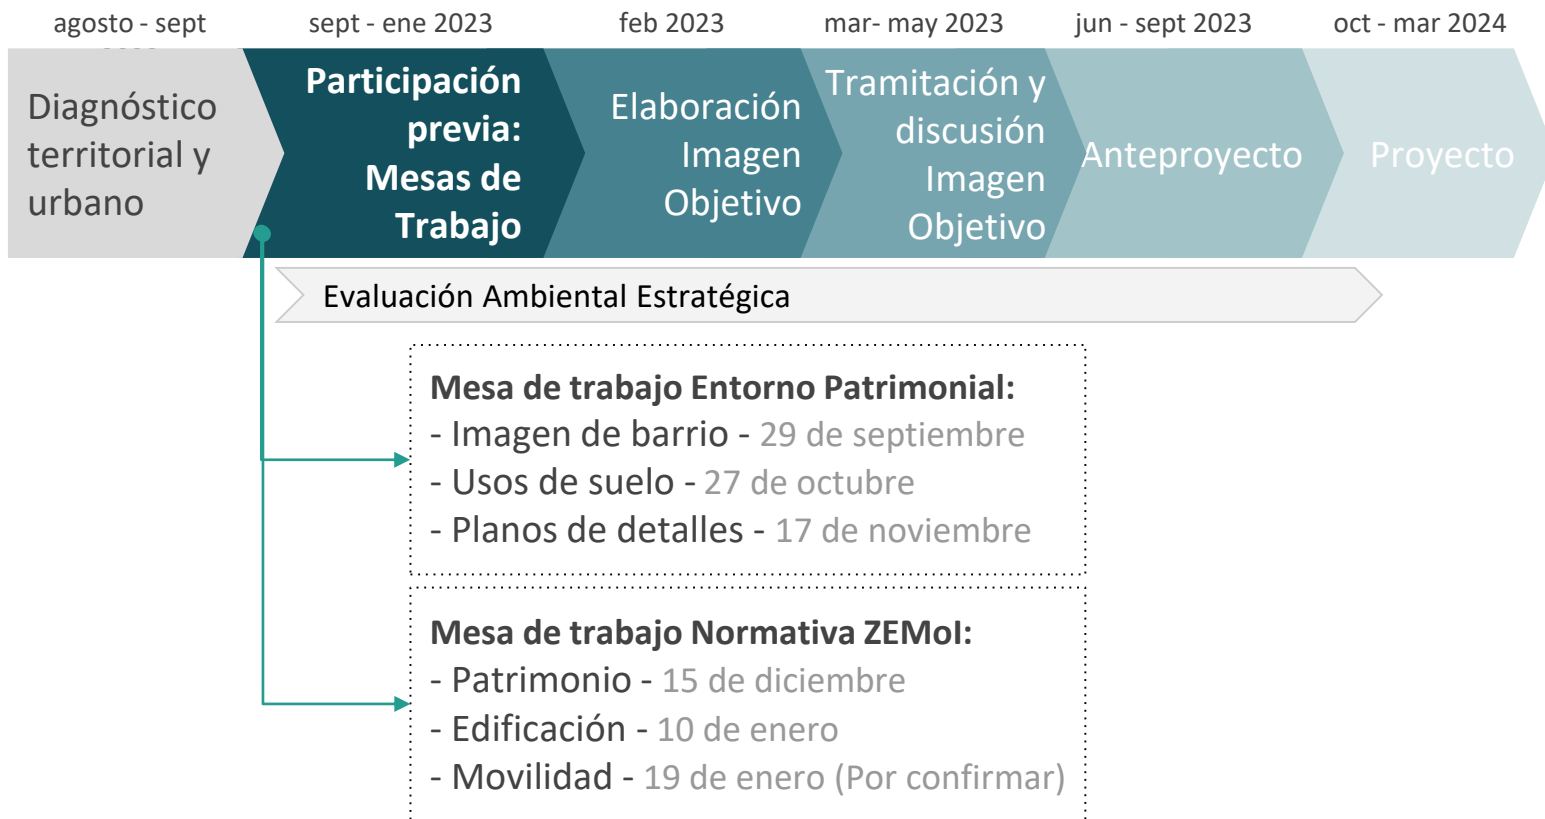 agosto - sept
sept - ene 2023
feb 2023
mar- may 2023
jun - sept 2023
oct - mar 2024
Diagnóstico
territorial y
urbano
Participación
previa:
Mesas de
Trabajo
Elaboración
Imagen
Objetivo
Tramitación y
discusión
Imagen
Objetivo
Anteproyecto
Proyecto
Evaluación Ambiental Estratégica
Mesa de trabajo Entorno Patrimonial:
- Imagen de barrio - 29 de septiembre
- Usos de suelo - 27 de octubre
- Planos de detalles - 17 de noviembre
Mesa de trabajo Normativa ZEMoI:
- Patrimonio - 15 de diciembre
- Edificación - 10 de enero
- Movilidad - 19 de enero (Por confirmar)